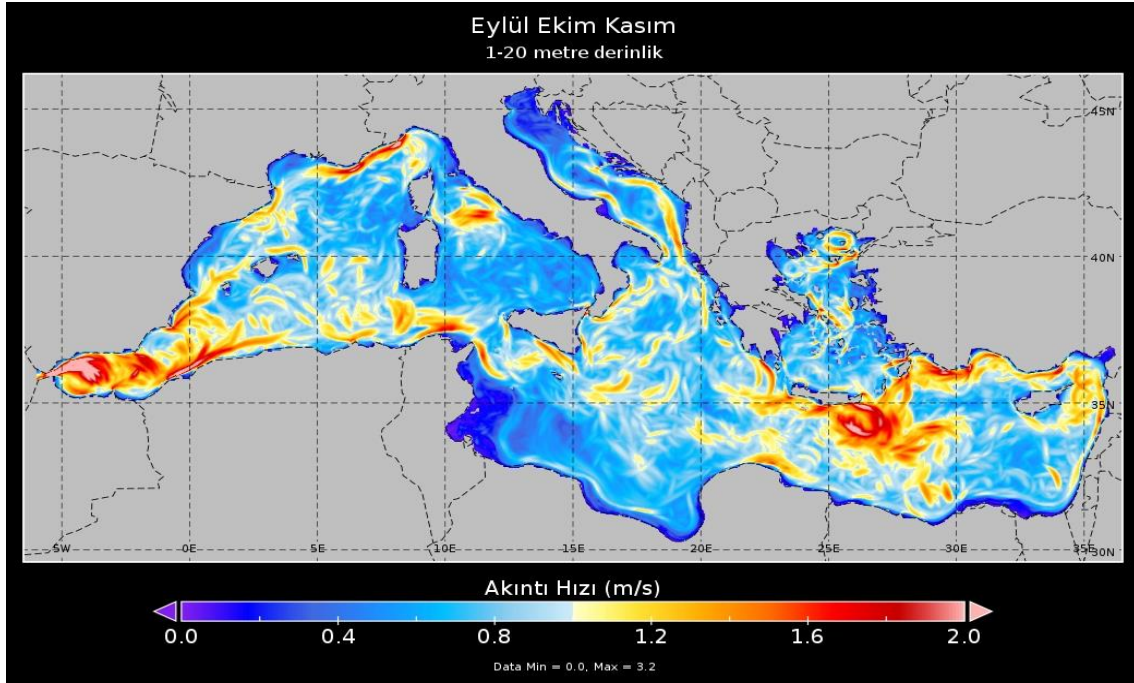 Eylül Ekim Kasım
1-20 metre derinlik
45N
40N
35N
30N
5W 0E 5E 10E 15E 20E 25E 30E 35E
Akıntı Hızı (m/s)
0.0 0.4 0.8 1.2 1.6 2.0
Data Min = 0.0, Max = 3.2